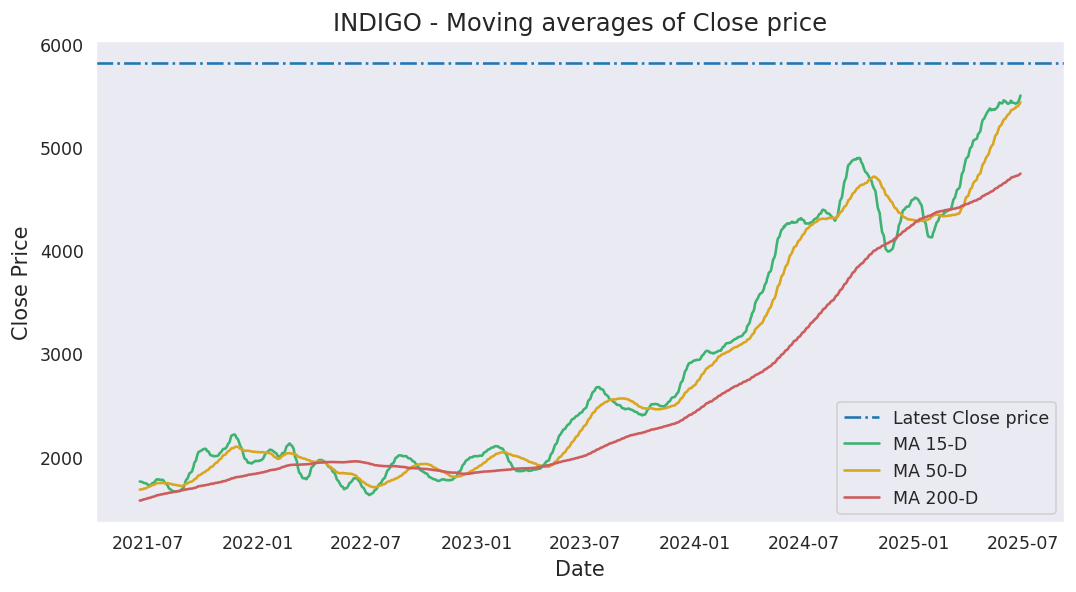 INDIGO - Moving averages of Close price
6000
5000
4000
3000
2000
Close Price
2021-07 2022-01 2022-07 2023-01 2023-07 2024-01 2024-07 2025-01 2025-07
Date
Latest Close price
MA 15-D
MA 50-D
MA 200-D